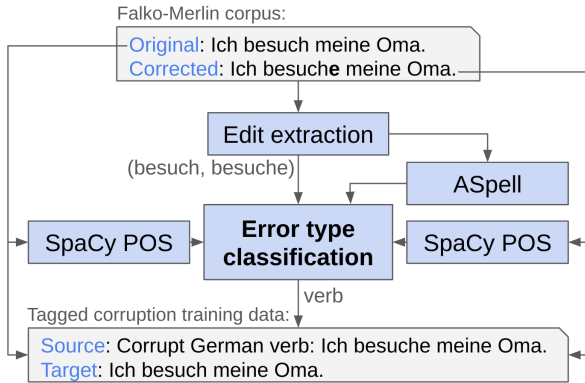 Falko-Merlin corpus:
Original: Ich besuch meine Oma.
Corrected: Ich besuche meine Oma.
Edit extraction
(besuch, besuche)
ASpell
SpaCy POS
Error type
classification
SpaCy POS
verb
Tagged corruption training data:
Source: Corrupt German verb: Ich besuche meine Oma.
Target: Ich besuch meine Oma.